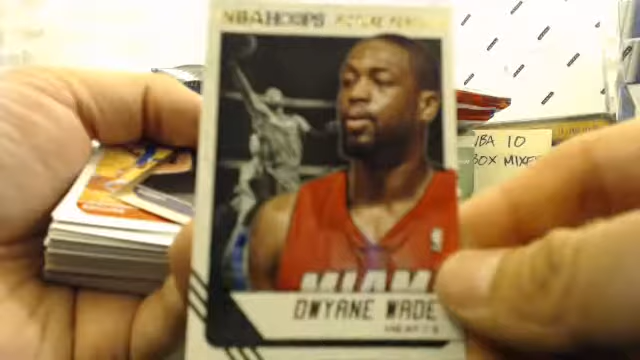 NBA HOOPS
NBA 10
BOX MIXER
MIAMI
DWYANE WADE